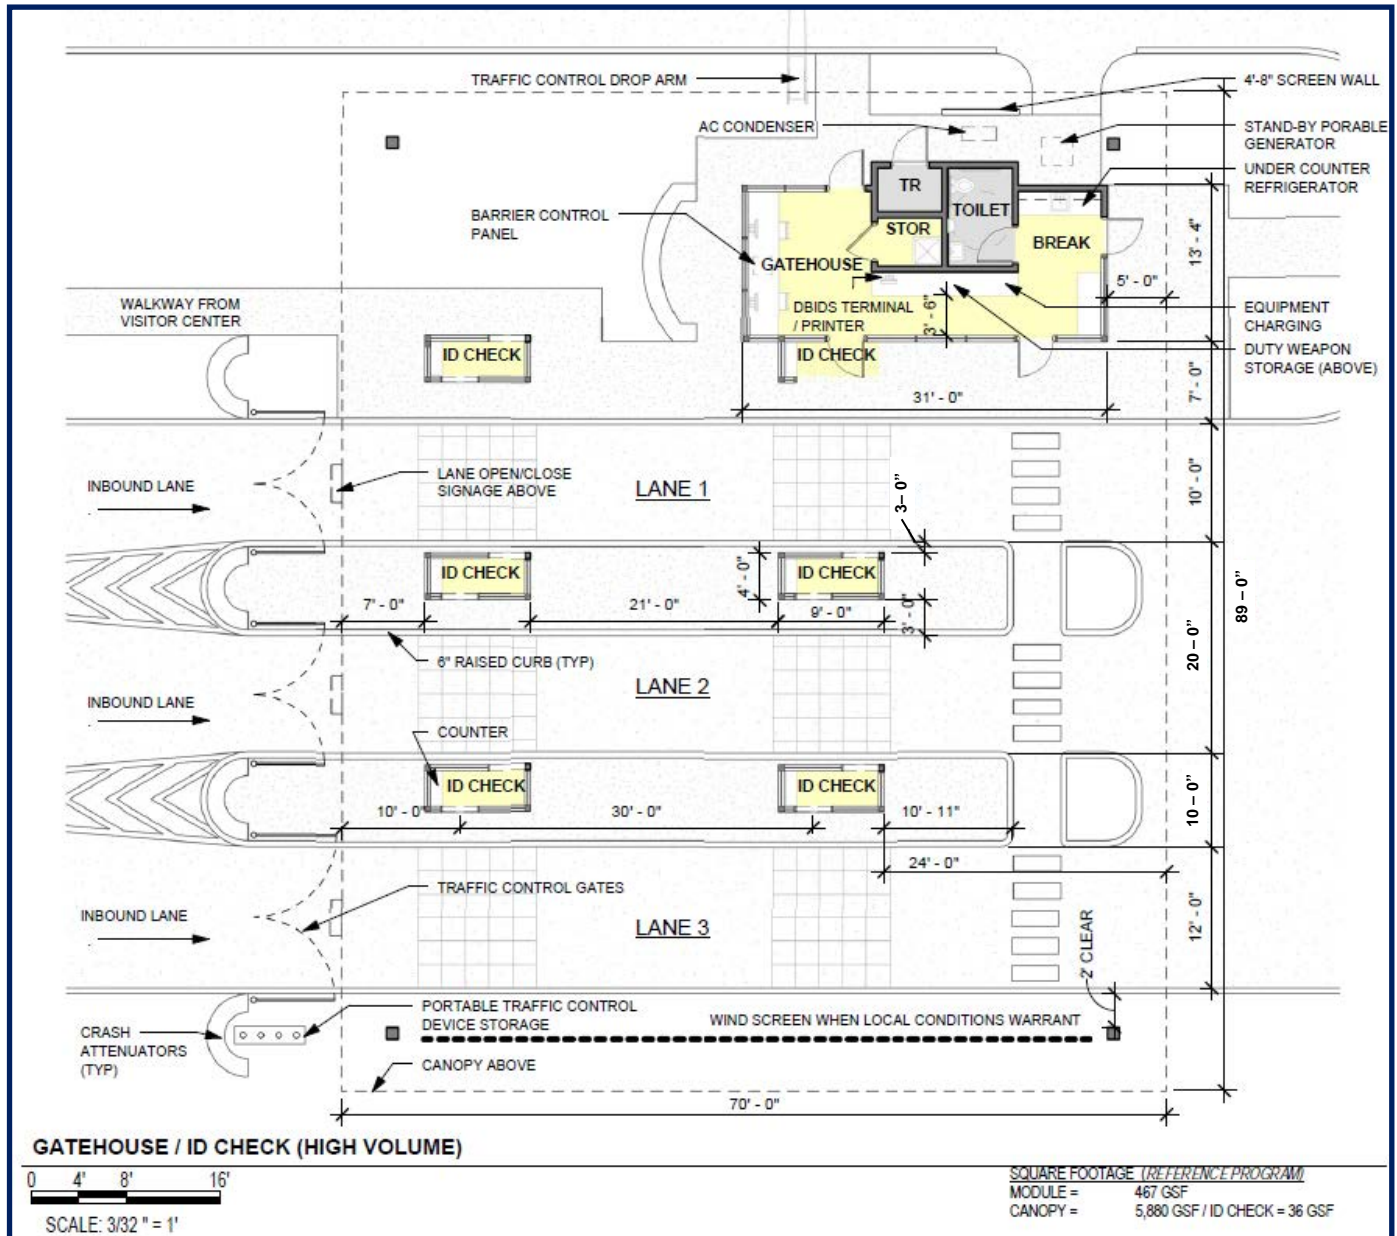 TRAFFIC CONTROL DROP ARM
4'-8" SCREEN WALL
AC CONDENSER
STAND-BY PORABLE
GENERATOR
UNDER COUNTER
REFRIGERATOR
TR
TOILET
STOR
BREAK
GATEHOUSE
BARRIER CONTROL
PANEL
13' - 4"
5' - 0"
WALKWAY FROM
VISITOR CENTER
DBIDS TERMINAL
/ PRINTER
3' - 6"
EQUIPMENT
CHARGING
DUTY WEAPON
STORAGE (ABOVE)
ID CHECK
ID CHECK
31' - 0"
7' - 0"
INBOUND LANE
LANE OPEN/CLOSE
SIGNAGE ABOVE
LANE 1
3 – 0"
10' - 0"
ID CHECK
ID CHECK
4' - 0"
7' - 0"
21' - 0"
9' - 0"
3' - 0"
89 – 0"
20 – 0"
6" RAISED CURB (TYP)
INBOUND LANE
LANE 2
COUNTER
ID CHECK
ID CHECK
10' - 0"
30' - 0"
10' - 11"
10 – 0"
24' - 0"
TRAFFIC CONTROL GATES
INBOUND LANE
LANE 3
12' - 0"
2' CLEAR
PORTABLE TRAFFIC CONTROL
DEVICE STORAGE
WIND SCREEN WHEN LOCAL CONDITIONS WARRANT
CRASH
ATTENUATORS
(TYP)
CANOPY ABOVE
70' - 0"
GATEHOUSE / ID CHECK (HIGH VOLUME)
0 4' 8' 16'
SCALE: 3/32 " = 1'
SQUARE FOOTAGE (REFERENCE PROGRAM)
MODULE = 467 GSF
CANOPY = 5,880 GSF / ID CHECK = 36 GSF